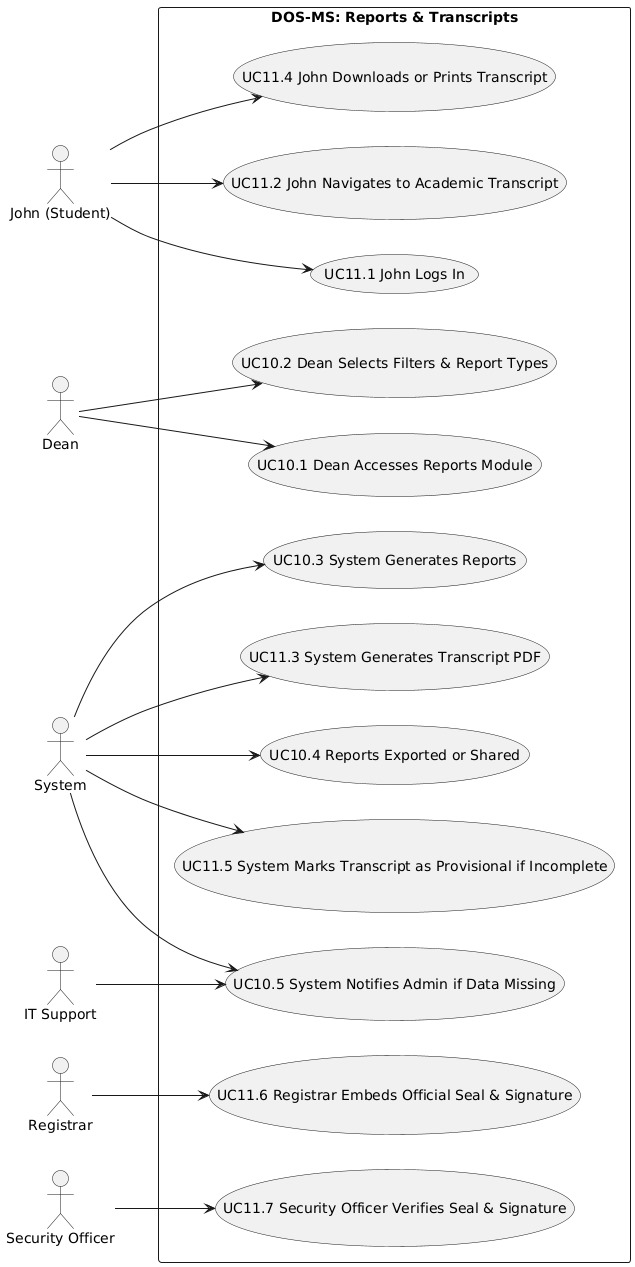 DOS-MS: Reports & Transcripts
UC11.4 John Downloads or Prints Transcript
John (Student)
UC11.2 John Navigates to Academic Transcript
UC11.1 John Logs In
UC10.2 Dean Selects Filters & Report Types
Dean
UC10.1 Dean Accesses Reports Module
UC10.3 System Generates Reports
UC11.3 System Generates Transcript PDF
System
UC10.4 Reports Exported or Shared
UC11.5 System Marks Transcript as Provisional if Incomplete
IT Support
UC10.5 System Notifies Admin if Data Missing
Registrar
UC11.6 Registrar Embeds Official Seal & Signature
Security Officer
UC11.7 Security Officer Verifies Seal & Signature